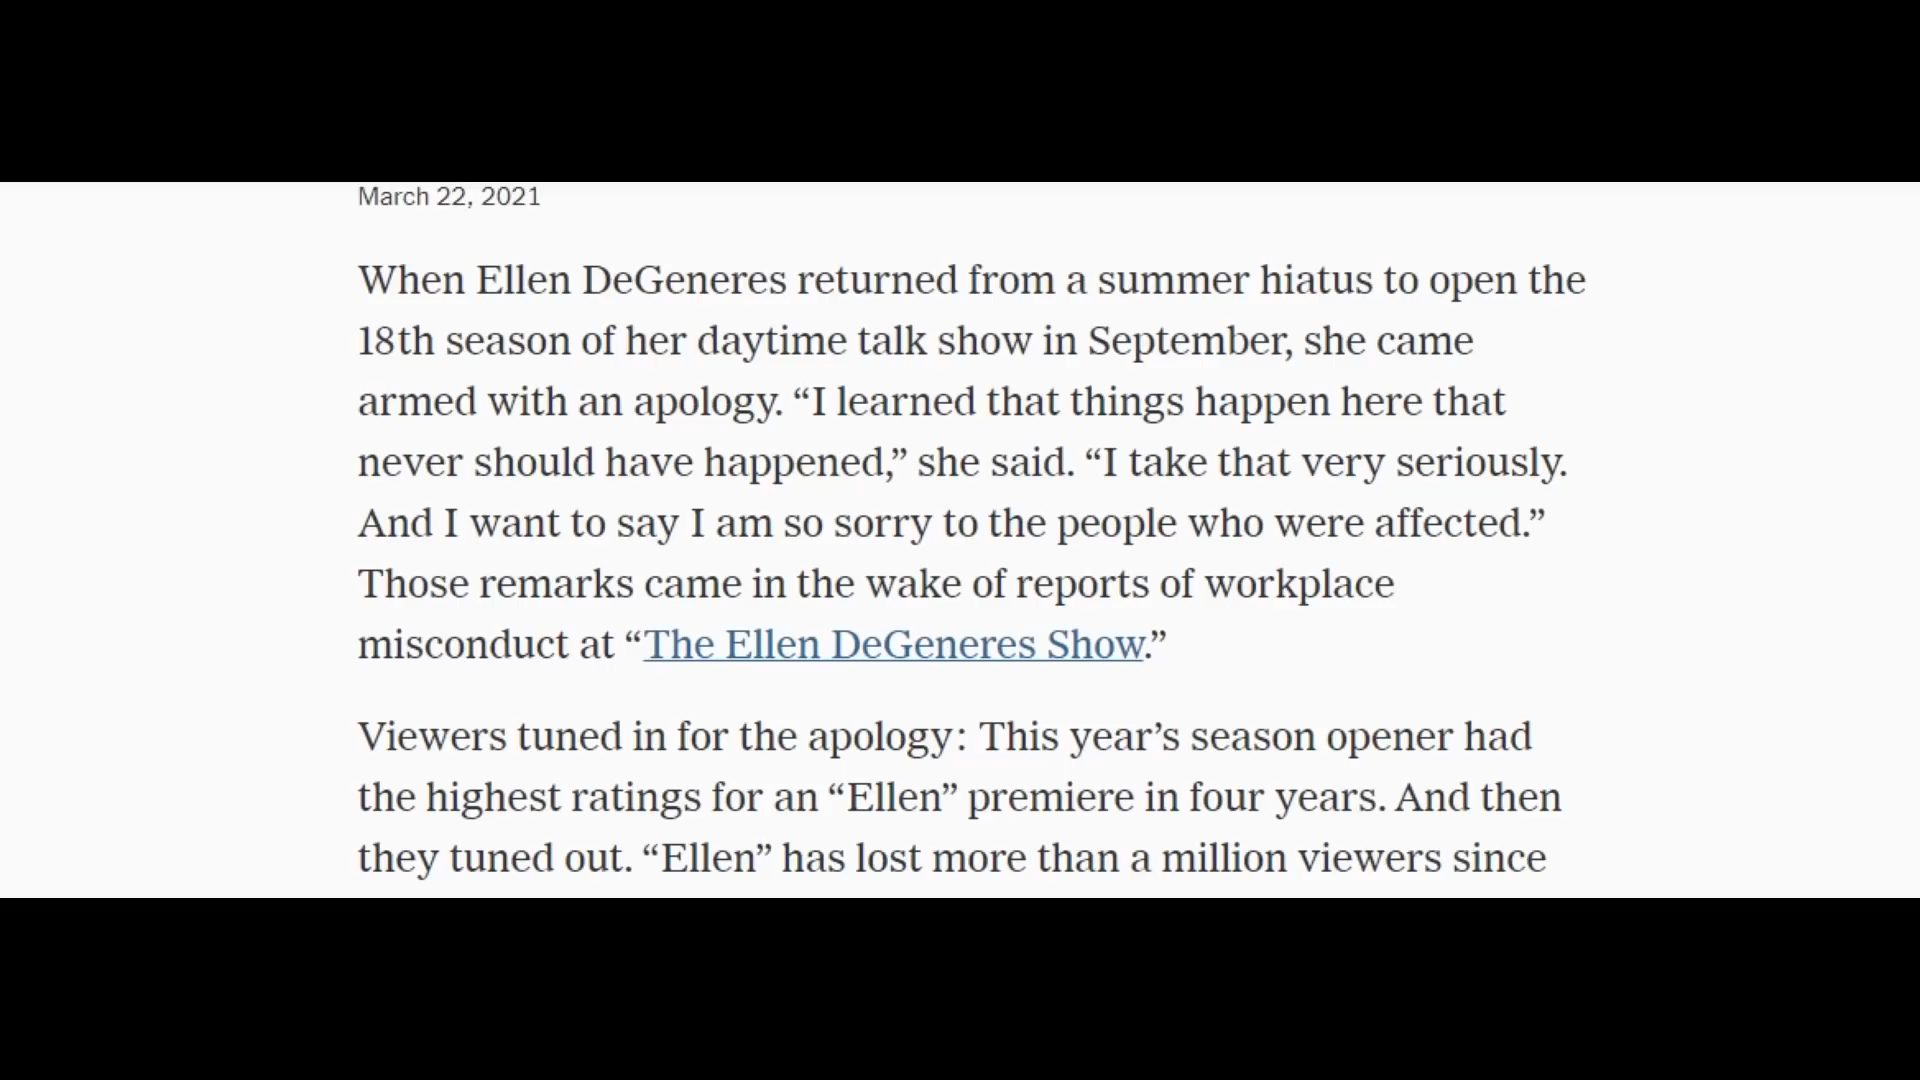 March 22, 2021
When Ellen DeGeneres returned from a summer hiatus to open the
18th season of her daytime talk show in September, she came
armed with an apology. “I learned that things happen here that
never should have happened,” she said. “I take that very seriously.
And I want to say I am so sorry to the people who were affected.”
Those remarks came in the wake of reports of workplace
misconduct at “The Ellen DeGeneres Show.”
Viewers tuned in for the apology: This year’s season opener had
the highest ratings for an “Ellen” premiere in four years. And then
they tuned out. “Ellen” has lost more than a million viewers since